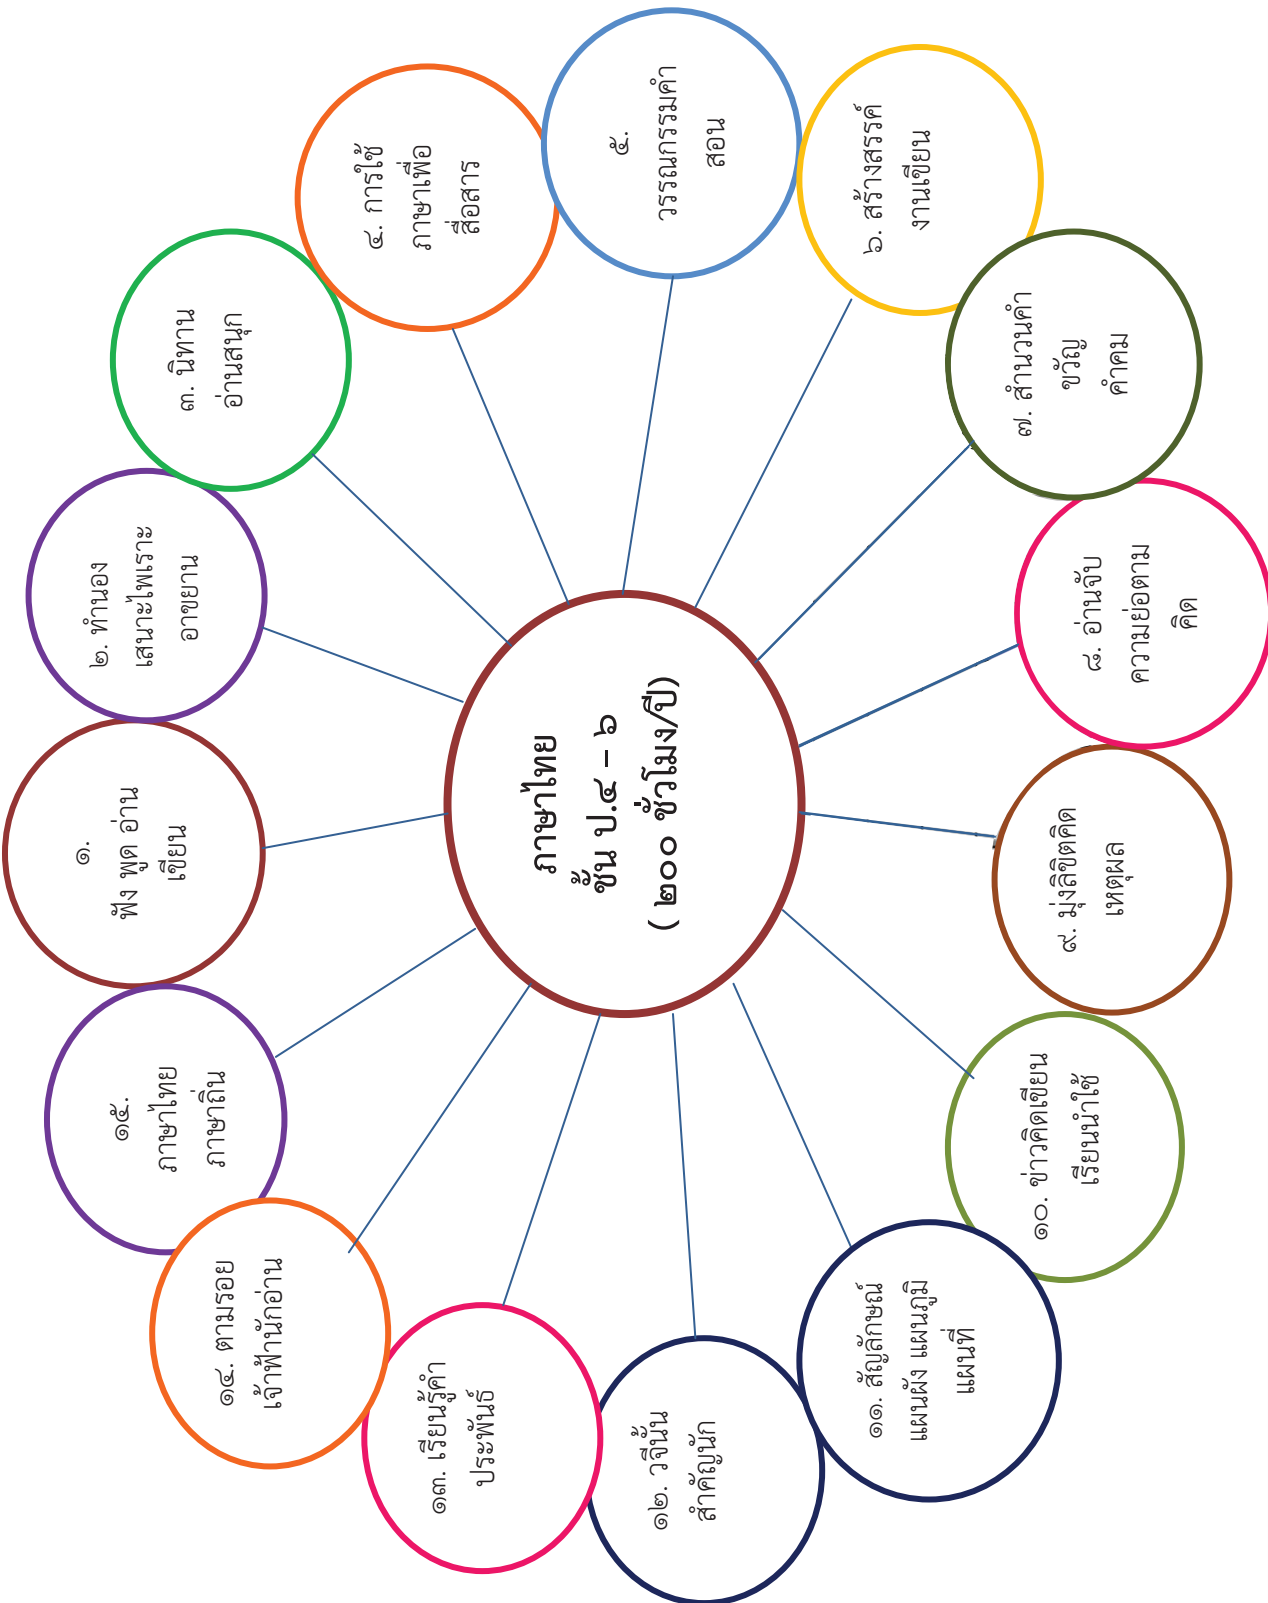 ภาษาไทย
ชั้น ป.๔ – ๖
( ๒๐๐ ชั่วโมง/ปี)
๑.
ฟัง พูด อ่าน
เขียน
๒. ทำนอง
เสนาะไพเราะ
อาขยาน
๓. นิทาน
อ่านสนุก
๔. การใช้
ภาษาเพื่อ
สื่อสาร
๕.
วรรณกรรมคำ
สอน
๖. สร้างสรรค์
งานเขียน
๗. สำนวนคำ
ขวัญ
คำคม
๘. อ่านจับ
ความย่อตาม
คิด
๙. มุ่งลิขิตคิด
เหตุผล
๑๐. ข่าวคิดเขียน
เรียนนำใช้
๑๑. สัญลักษณ์
แผนผัง แผนภูมิ
แผนที่
๑๒. วจีนั้น
สำคัญนัก
๑๓. เรียนรู้คำ
ประพันธ์
๑๔. ตามรอย
เจ้าฟ้านักอ่าน
๑๕.
ภาษาไทย
ภาษาถิ่น